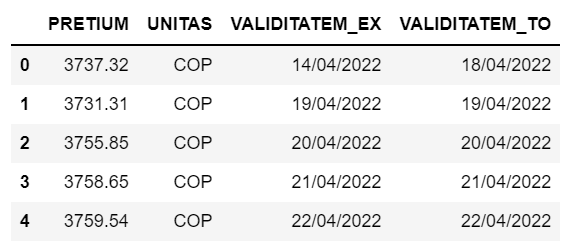 PRETIUM UNITAS VALIDITATEM_EX VALIDITATEM_TO
0 3737.32 COP 14/04/2022 18/04/2022
1 3731.31 COP 19/04/2022 19/04/2022
2 3755.85 COP 20/04/2022 20/04/2022
3 3758.65 COP 21/04/2022 21/04/2022
4 3759.54 COP 22/04/2022 22/04/2022